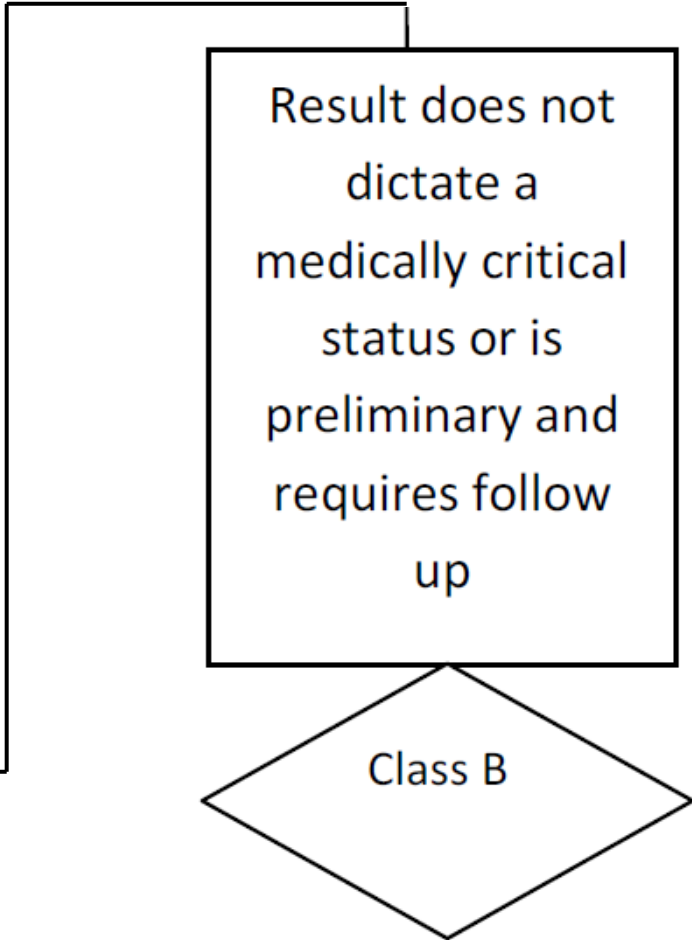 Result does not
dictate a
medically critical
status or is
preliminary and
requires follow
up
Class B